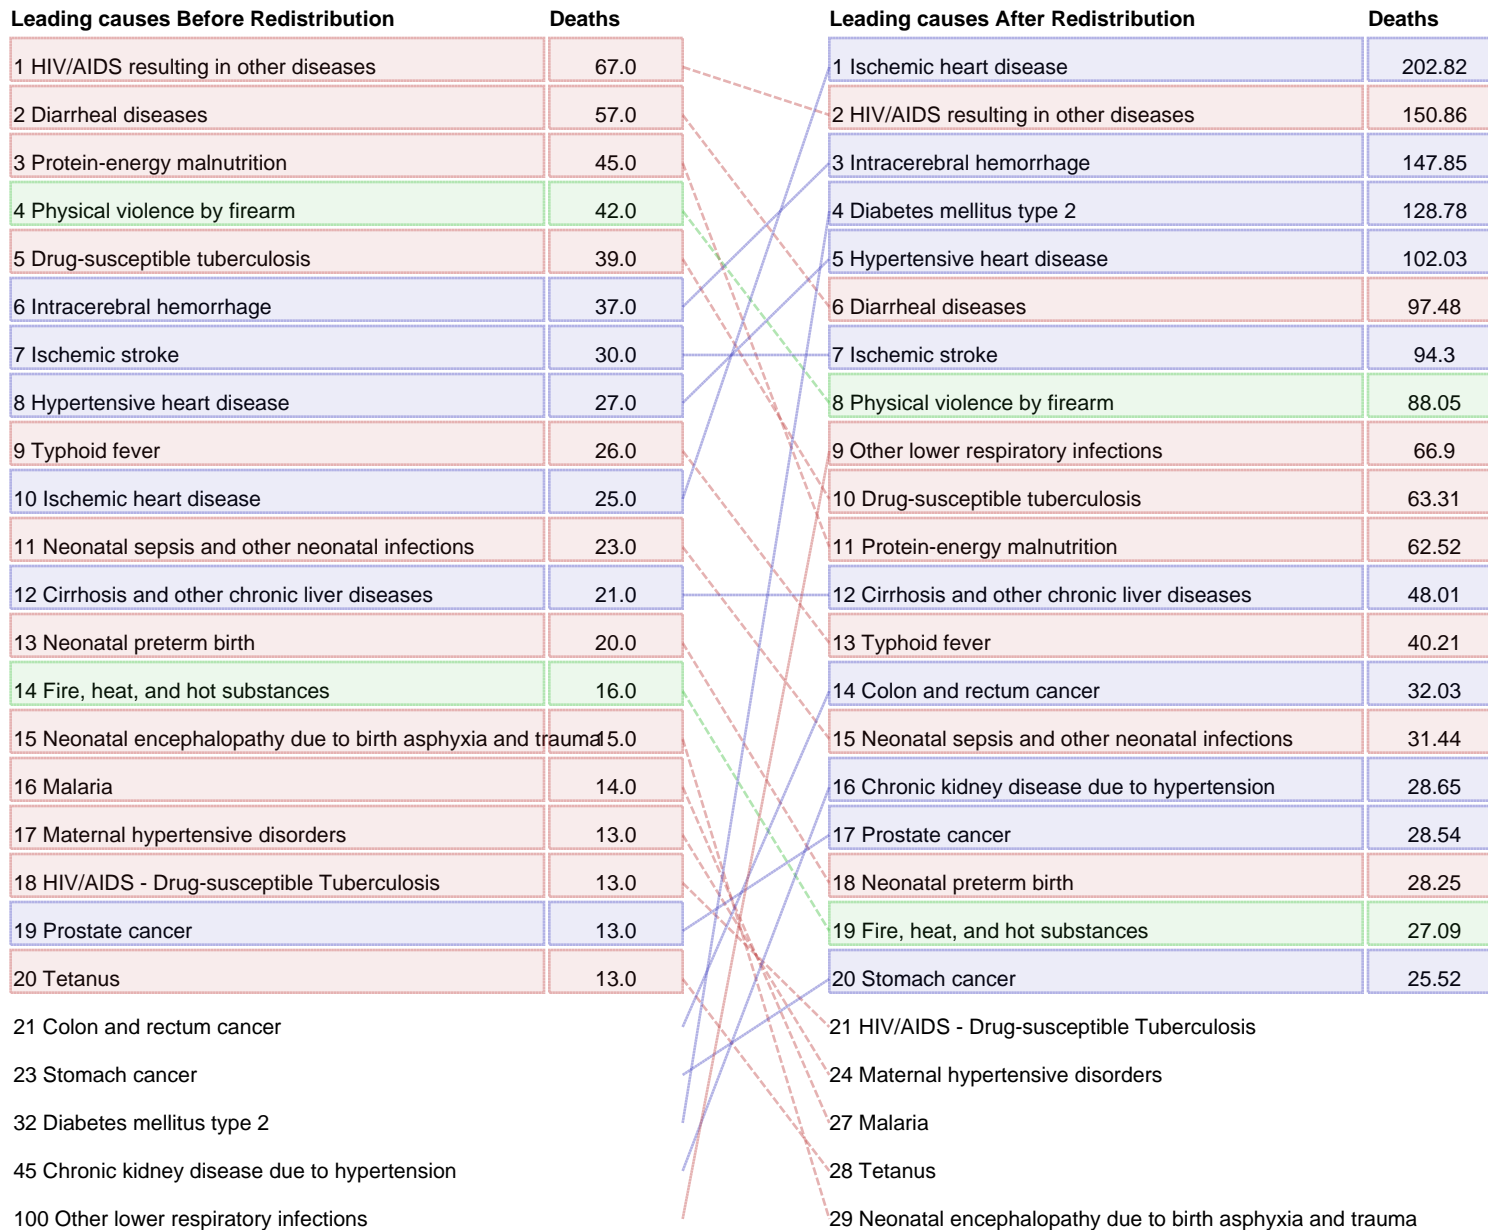 Leading causes Before Redistribution Deaths Leading causes After Redistribution Deaths
1 HIV/AIDS resulting in other diseases 67.0 1 Ischemic heart disease 202.82
2 Diarrheal diseases 57.0 2 HIV/AIDS resulting in other diseases 150.86
3 Protein-energy malnutrition 45.0 3 Intracerebral hemorrhage 147.85
4 Physical violence by firearm 42.0 4 Diabetes mellitus type 2 128.78
5 Drug-susceptible tuberculosis 39.0 5 Hypertensive heart disease 102.03
6 Intracerebral hemorrhage 37.0 6 Diarrheal diseases 97.48
7 Ischemic stroke 30.0 7 Ischemic stroke 94.3
8 Hypertensive heart disease 27.0 8 Physical violence by firearm 88.05
9 Typhoid fever 26.0 9 Other lower respiratory infections 66.9
10 Ischemic heart disease 25.0 10 Drug-susceptible tuberculosis 63.31
11 Neonatal sepsis and other neonatal infections 23.0 11 Protein-energy malnutrition 62.52
12 Cirrhosis and other chronic liver diseases 21.0 12 Cirrhosis and other chronic liver diseases 48.01
13 Neonatal preterm birth 20.0 13 Typhoid fever 40.21
14 Fire, heat, and hot substances 16.0 14 Colon and rectum cancer 32.03
15 Neonatal encephalopathy due to birth asphyxia and trauma 15.0 15 Neonatal sepsis and other neonatal infections 31.44
16 Malaria 14.0 16 Chronic kidney disease due to hypertension 28.65
17 Maternal hypertensive disorders 13.0 17 Prostate cancer 28.54
18 HIV/AIDS - Drug-susceptible Tuberculosis 13.0 18 Neonatal preterm birth 28.25
19 Prostate cancer 13.0 19 Fire, heat, and hot substances 27.09
20 Tetanus 13.0 20 Stomach cancer 25.52
21 Colon and rectum cancer 21 HIV/AIDS - Drug-susceptible Tuberculosis
23 Stomach cancer 24 Maternal hypertensive disorders
32 Diabetes mellitus type 2 27 Malaria
45 Chronic kidney disease due to hypertension 28 Tetanus
100 Other lower respiratory infections 29 Neonatal encephalopathy due to birth asphyxia and trauma